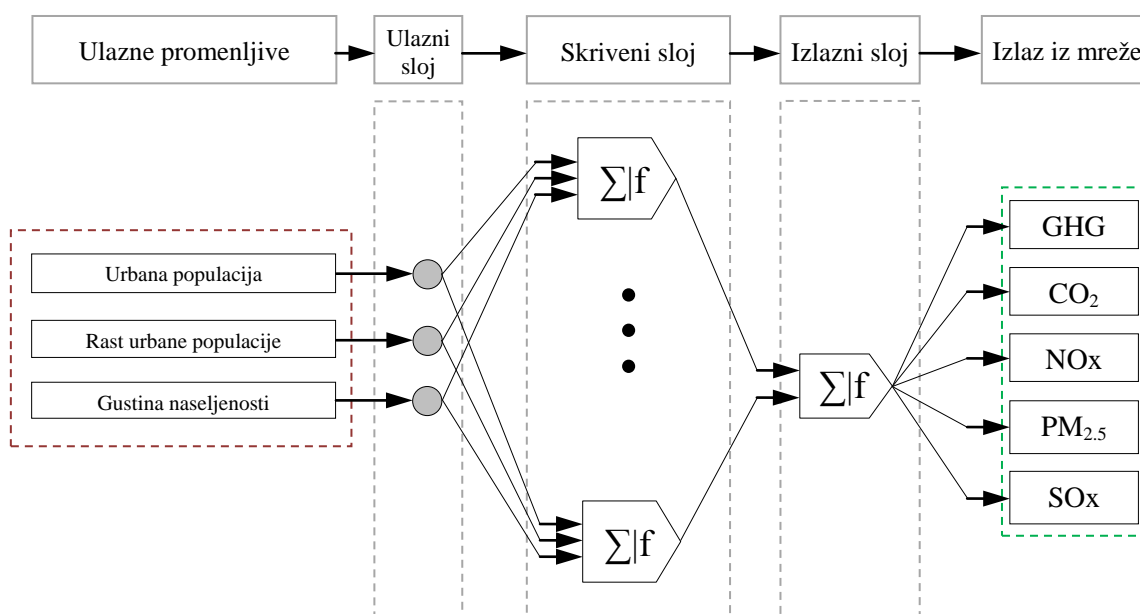 Ulazne promenljive
Ulazni
sloj
Skriveni sloj
Izlazni sloj
Izlaz iz mreže
∑|f
GHG
Urbana populacija
CO₂
Rast urbane populacije
NOx
∑|f
Gustina naseljenosti
PM₂.₅
SOx
∑|f